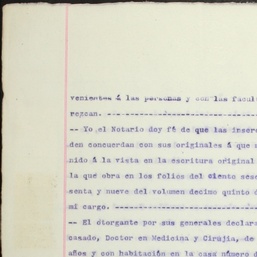 venientes á las personas y son las facul
rezcan. --------------------------------
-- Yo el Notario doy fé de que las inser
den concuerdan con sus originales á que
nido á la vista en la escritura original
la que obra en los folios del ciento sese
senta y nueve del volumen decimo quinto d
mi cargo. ------------------------------
-- El otorgante por sus generales declara
casado, Doctor en Medicina y Cirujia, de
años y con habitación en la casa número d